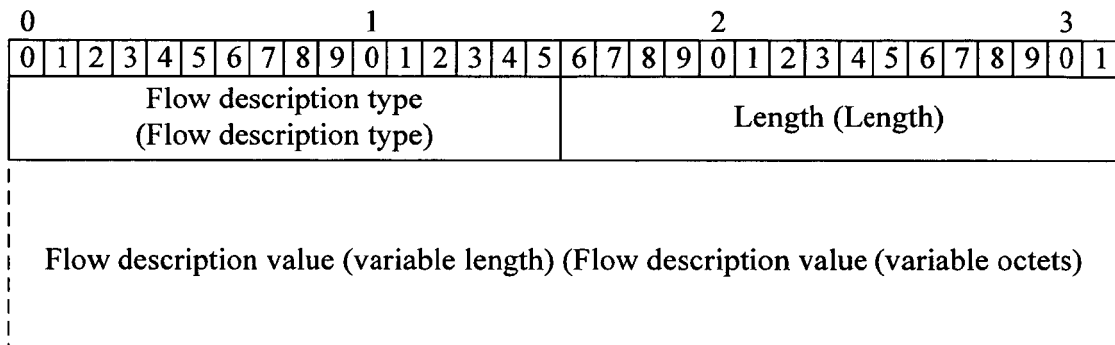 0 1 2 3
0 1 2 3 4 5 6 7 8 9 0 1 2 3 4 5 6 7 8 9 0 1 2 3 4 5 6 7 8 9 0 1
Flow description type
(Flow description type)
Length (Length)
Flow description value (variable length) (Flow description value (variable octets)